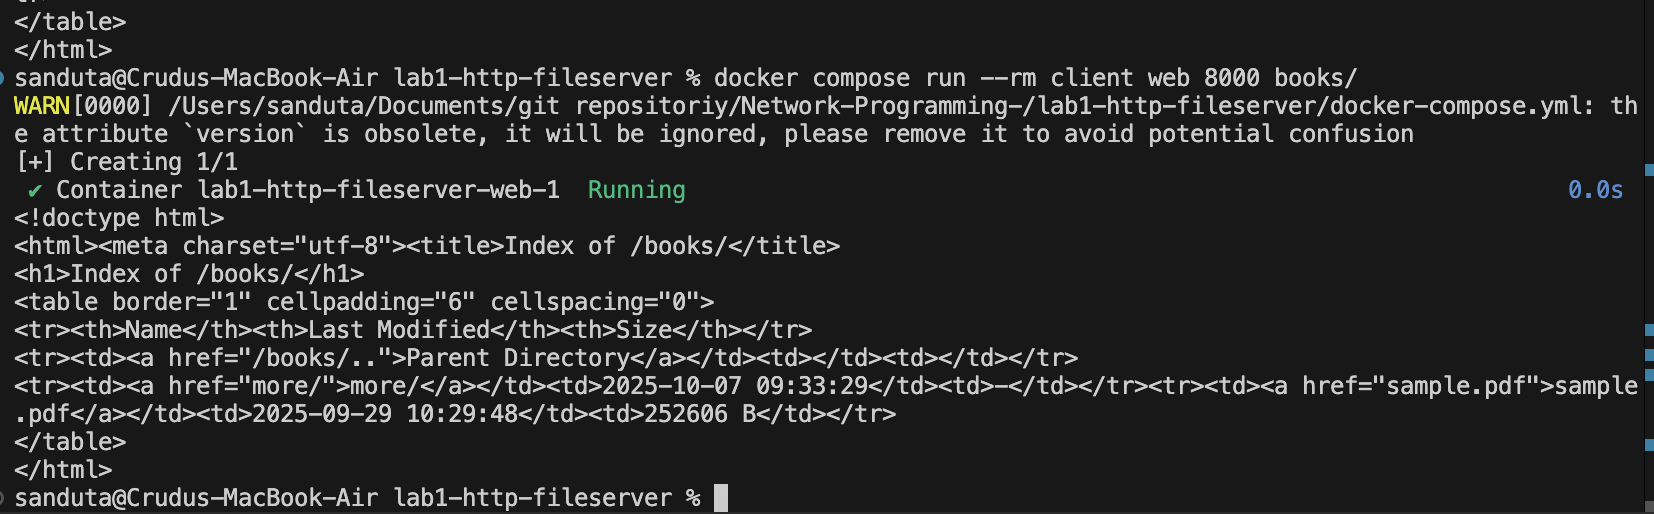 </table>
</html>
sanduta@Crudus-MacBook-Air lab1-http-fileserver % docker compose run --rm client web 8000 books/
WARN[0000] /Users/sanduta/Documents/git repositoriy/Network-Programming-/lab1-http-fileserver/docker-compose.yml: th
e attribute `version` is obsolete, it will be ignored, please remove it to avoid potential confusion
[+] Creating 1/1
✔ Container lab1-http-fileserver-web-1  Running 0.0s
<!doctype html>
<html><meta charset="utf-8"><title>Index of /books/</title>
<h1>Index of /books/</h1>
<table border="1" cellpadding="6" cellspacing="0">
<tr><th>Name</th><th>Last Modified</th><th>Size</th></tr>
<tr><td><a href="/books/..">Parent Directory</a></td><td></td><td></td></tr>
<tr><td><a href="more/">more/</a></td><td>2025-10-07 09:33:29</td><td>-</td></tr><tr><td><a href="sample.pdf">sample
.pdf</a></td><td>2025-09-29 10:29:48</td><td>252606 B</td></tr>
</table>
</html>
sanduta@Crudus-MacBook-Air lab1-http-fileserver %